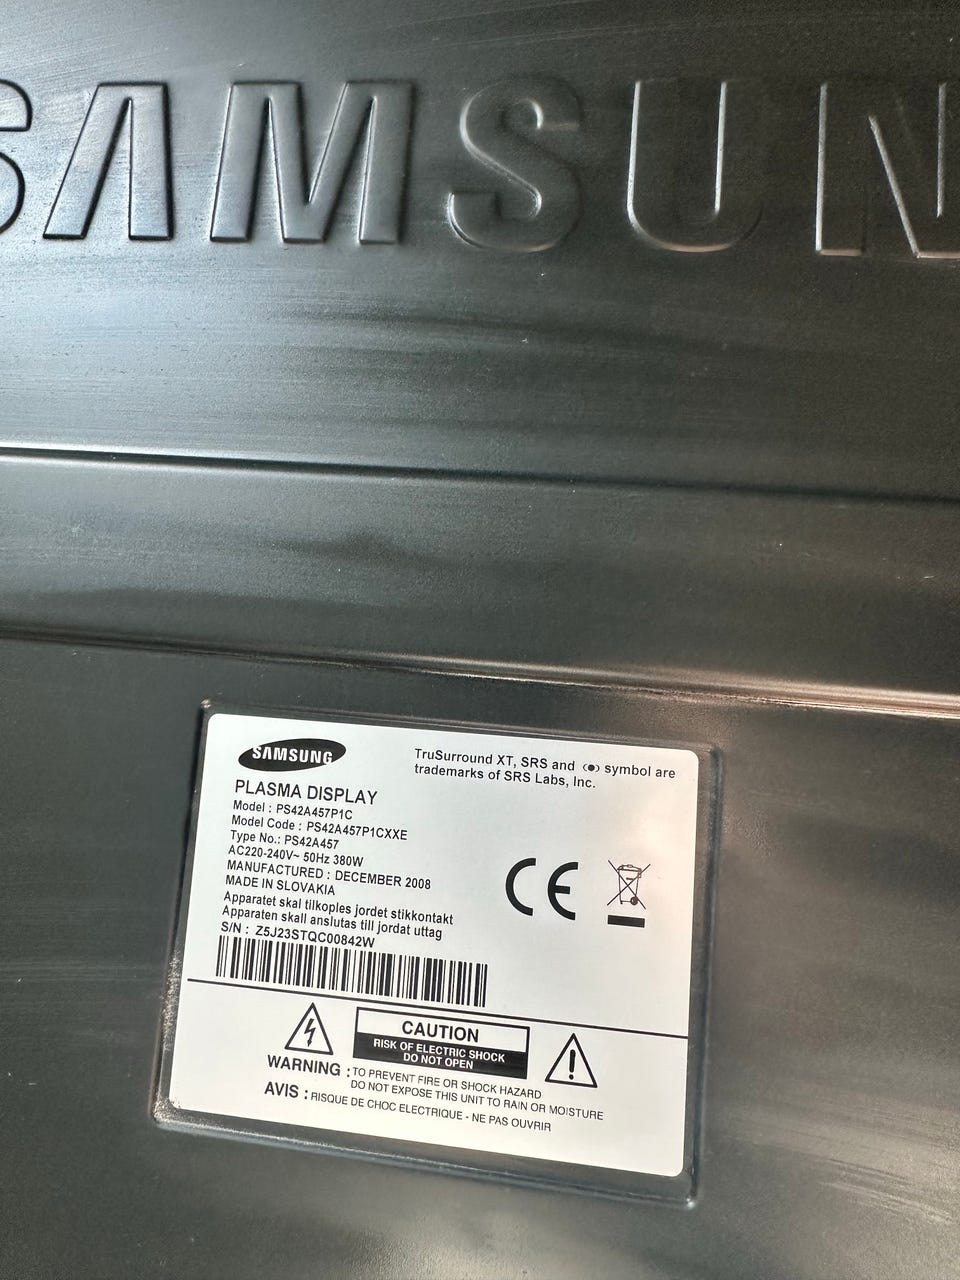 SAMSUN
SAMSUNG
TruSurround XT, SRS and (●) symbol are
trademarks of SRS Labs, Inc.
PLASMA DISPLAY
Model : PS42A457P1C
Model Code : PS42A457P1CXXE
Type No.: PS42A457
AC220-240V~ 50Hz 380W
MANUFACTURED : DECEMBER 2008
MADE IN SLOVAKIA
Apparatet skal tilkoples jordet stikkontakt
Apparaten skall anslutas till jordat uttag
S/N : Z5J23STQC00842W
CE
CAUTION
RISK OF ELECTRIC SHOCK
DO NOT OPEN
WARNING : TO PREVENT FIRE OR SHOCK HAZARD
DO NOT EXPOSE THIS UNIT TO RAIN OR MOISTURE
AVIS : RISQUE DE CHOC ELECTRIQUE - NE PAS OUVRIR